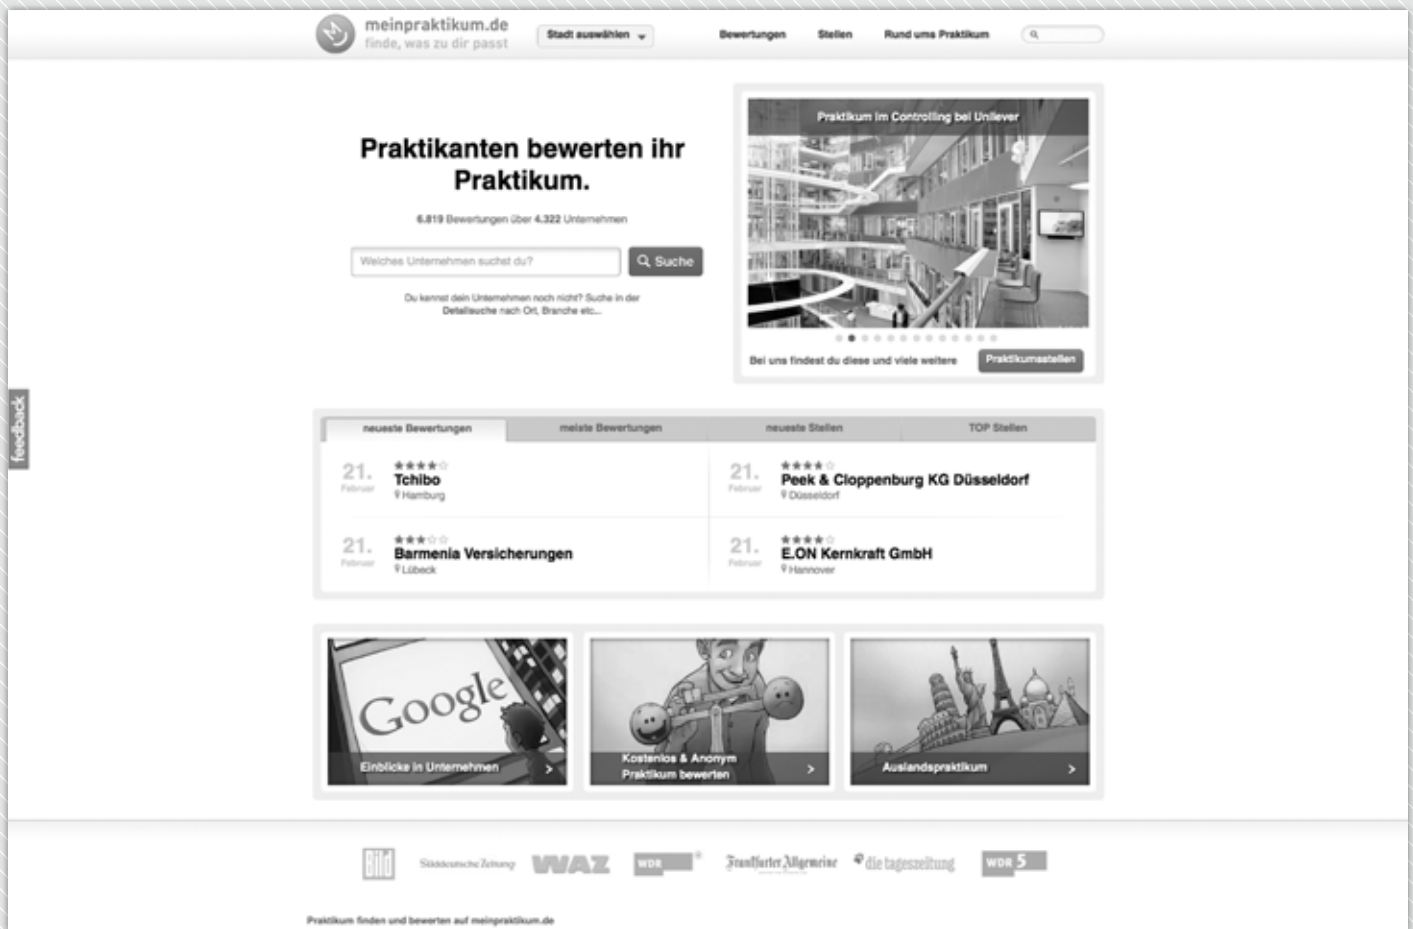 meinpraktikum.de
finde, was zu dir passt
Stadt auswählen
Bewertungen
Stellen
Rund ums Praktikum
Praktikanten bewerten ihr
Praktikum.
6.819 Bewertungen über 4.322 Unternehmen
Welches Unternehmen suchst du?
Suche
Du kennst dein Unternehmen noch nicht? Suche in der
Detailsuche nach Ort, Branche etc...
Praktikum im Controlling bei Unilever
Bei uns findest du diese und viele weitere
Praktikumsstellen
feedback
neueste Bewertungen
meiste Bewertungen
neueste Stellen
TOP Stellen
21.
Februar
Tchibo
Hamburg
21.
Februar
Peek & Cloppenburg KG Düsseldorf
Düsseldorf
21.
Februar
Barmenia Versicherungen
Lübeck
21.
Februar
E.ON Kernkraft GmbH
Hannover
Google
Einblicke in Unternehmen
Kostenlos & Anonym
Praktikum bewerten
Auslandspraktikum
Bild
Süddeutsche Zeitung
WAZ
WDR
Frankfurter Allgemeine
die tageszeitung
WDR 5
Praktikum finden und bewerten auf meinpraktikum.de